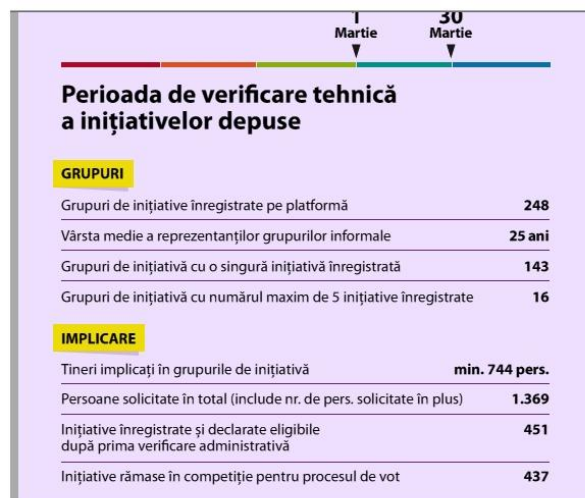 1 30
Martie Martie
Perioada de verificare tehnică
a inițiativelor depuse
GRUPURI
Grupuri de inițiative înregistrate pe platformă 248
Vârsta medie a reprezentanților grupurilor informale 25 ani
Grupuri de inițiativă cu o singură inițiativă înregistrată 143
Grupuri de inițiativă cu numărul maxim de 5 inițiative înregistrate 16
IMPLICARE
Tineri implicați în grupurile de inițiativă min. 744 pers.
Persoane solicitate în total (include nr. de pers. solicitate în plus) 1.369
Inițiative înregistrate și declarate eligibile
după prima verificare administrativă 451
Inițiative rămase în competiție pentru procesul de vot 437